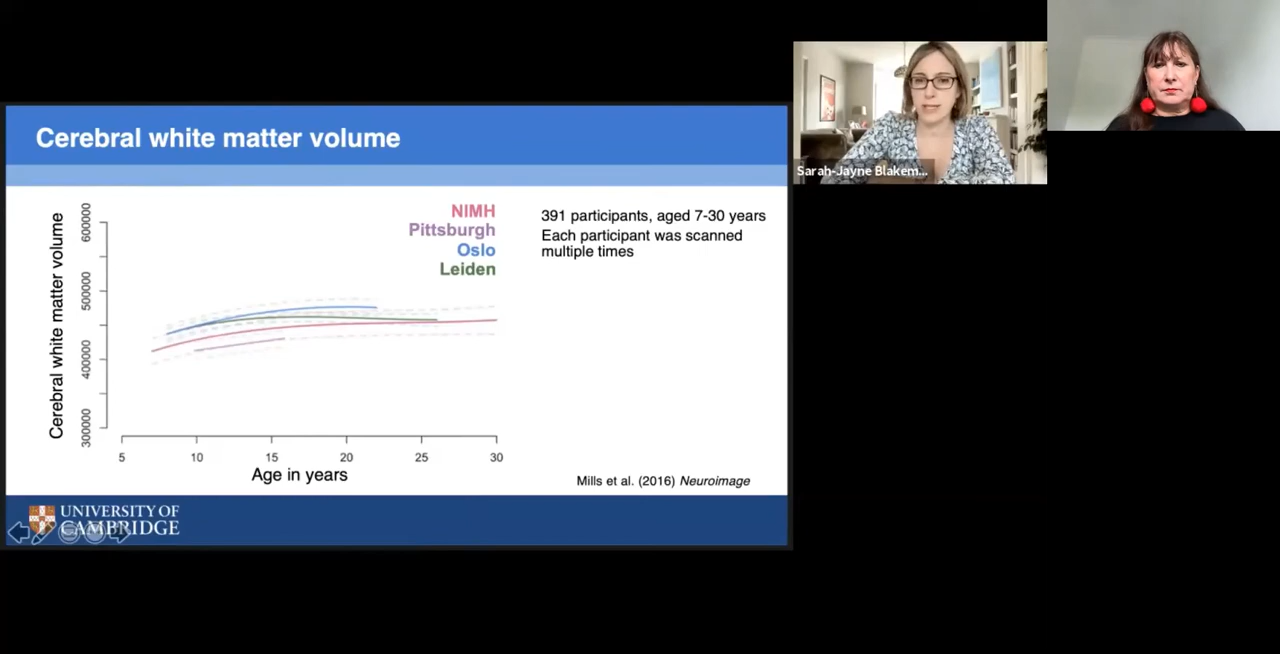 Cerebral white matter volume
NIMH
Pittsburgh
Oslo
Leiden
391 participants, aged 7-30 years
Each participant was scanned
multiple times
Cerebral white matter volume
600000
500000
400000
300000
5 10 15 20 25 30
Age in years
Mills et al. (2016) Neuroimage
UNIVERSITY OF
CAMBRIDGE
Sarah-Jayne Blakem...